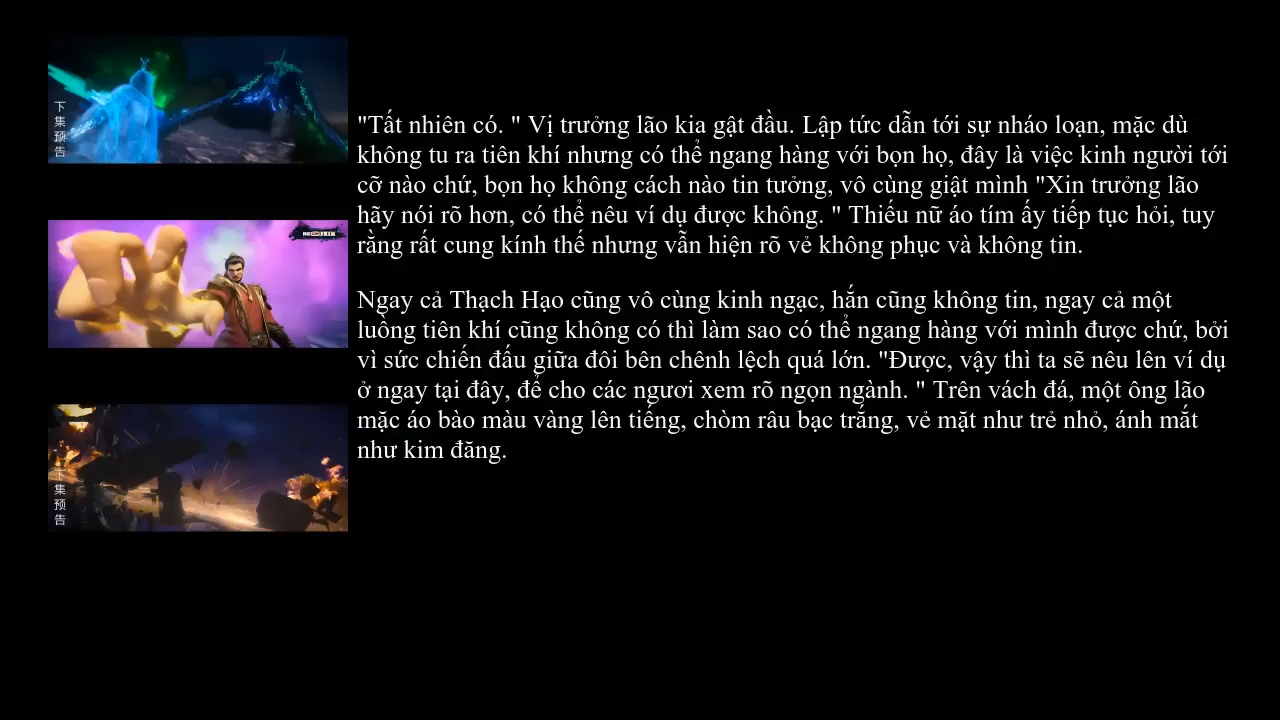 下集预告
"Tất nhiên có. " Vị trưởng lão kia gật đầu. Lập tức dẫn tới sự nháo loạn, mặc dù
không tu ra tiên khí nhưng có thể ngang hàng với bọn họ, đây là việc kinh người tới
cỡ nào chứ, bọn họ không cách nào tin tưởng, vô cùng giật mình "Xin trưởng lão
hãy nói rõ hơn, có thể nêu ví dụ được không. " Thiếu nữ áo tím ấy tiếp tục hỏi, tuy
rằng rất cung kính thế nhưng vẫn hiện rõ vẻ không phục và không tin.
Ngay cả Thạch Hạo cũng vô cùng kinh ngạc, hắn cũng không tin, ngay cả một
luồng tiên khí cũng không có thì làm sao có thể ngang hàng với mình được chứ, bởi
vì sức chiến đấu giữa đôi bên chênh lệch quá lớn. "Được, vậy thì ta sẽ nêu lên ví dụ
ở ngay tại đây, để cho các ngươi xem rõ ngọn ngành. " Trên vách đá, một ông lão
mặc áo bào màu vàng lên tiếng, chòm râu bạc trắng, vẻ mặt như trẻ nhỏ, ánh mắt
như kim đăng.
下集预告